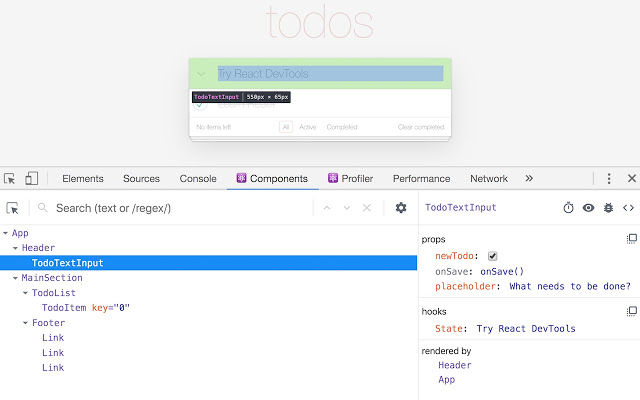 todos
Try React DevTools
TodoTextInput | 550px × 65px
No items left
All
Active
Completed
Clear completed
Elements
Sources
Console
Components
Profiler
Performance
Network
Search (text or /regex/)
TodoTextInput
App
Header
TodoTextInput
MainSection
TodoList
TodoItem key="0"
Footer
Link
Link
Link
props
newTodo:
onSave: onSave()
placeholder: What needs to be done?
hooks
State: Try React DevTools
rendered by
Header
App